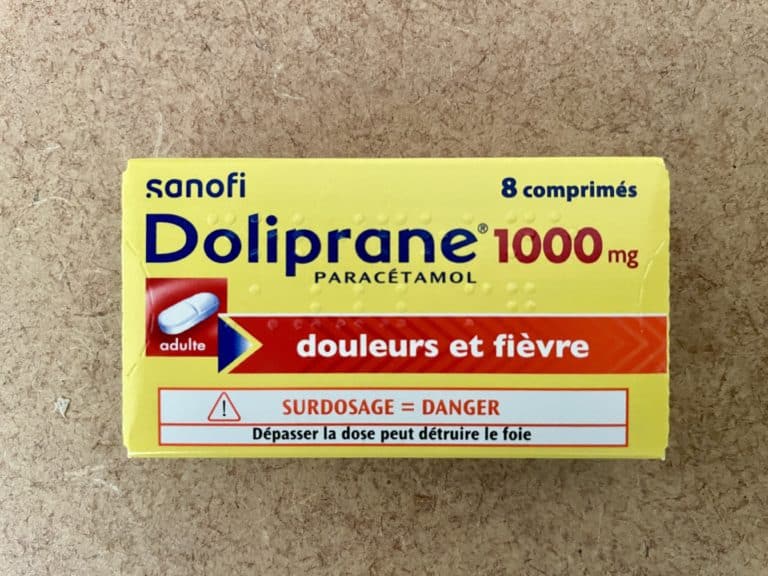 sanofi 8 comprimés
Doliprane® 1000 mg
PARACÉTAMOL
adulte
douleurs et fièvre
! SURDOSAGE = DANGER
Dépasser la dose peut détruire le foie